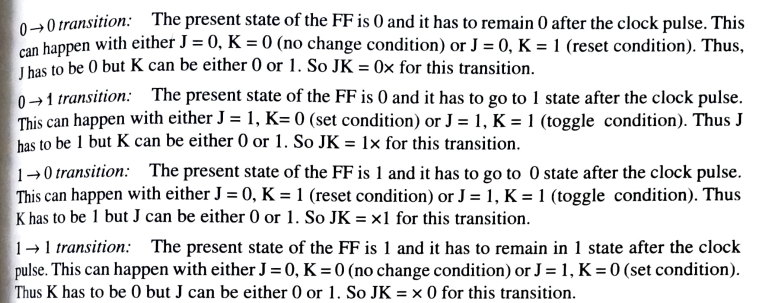 0→0 transition: The present state of the FF is 0 and it has to remain 0 after the clock pulse. This
can happen with either J = 0, K = 0 (no change condition) or J = 0, K = 1 (reset condition). Thus,
J has to be 0 but K can be either 0 or 1. So JK = 0× for this transition.
0→1 transition: The present state of the FF is 0 and it has to go to 1 state after the clock pulse.
This can happen with either J = 1, K= 0 (set condition) or J = 1, K = 1 (toggle condition). Thus J
has to be 1 but K can be either 0 or 1. So JK = 1× for this transition.
1→0 transition: The present state of the FF is 1 and it has to go to 0 state after the clock pulse.
This can happen with either J = 0, K = 1 (reset condition) or J = 1, K = 1 (toggle condition). Thus
K has to be 1 but J can be either 0 or 1. So JK = ×1 for this transition.
1→1 transition: The present state of the FF is 1 and it has to remain in 1 state after the clock
pulse. This can happen with either J = 0, K = 0 (no change condition) or J = 1, K = 0 (set condition).
Thus K has to be 0 but J can be either 0 or 1. So JK = × 0 for this transition.